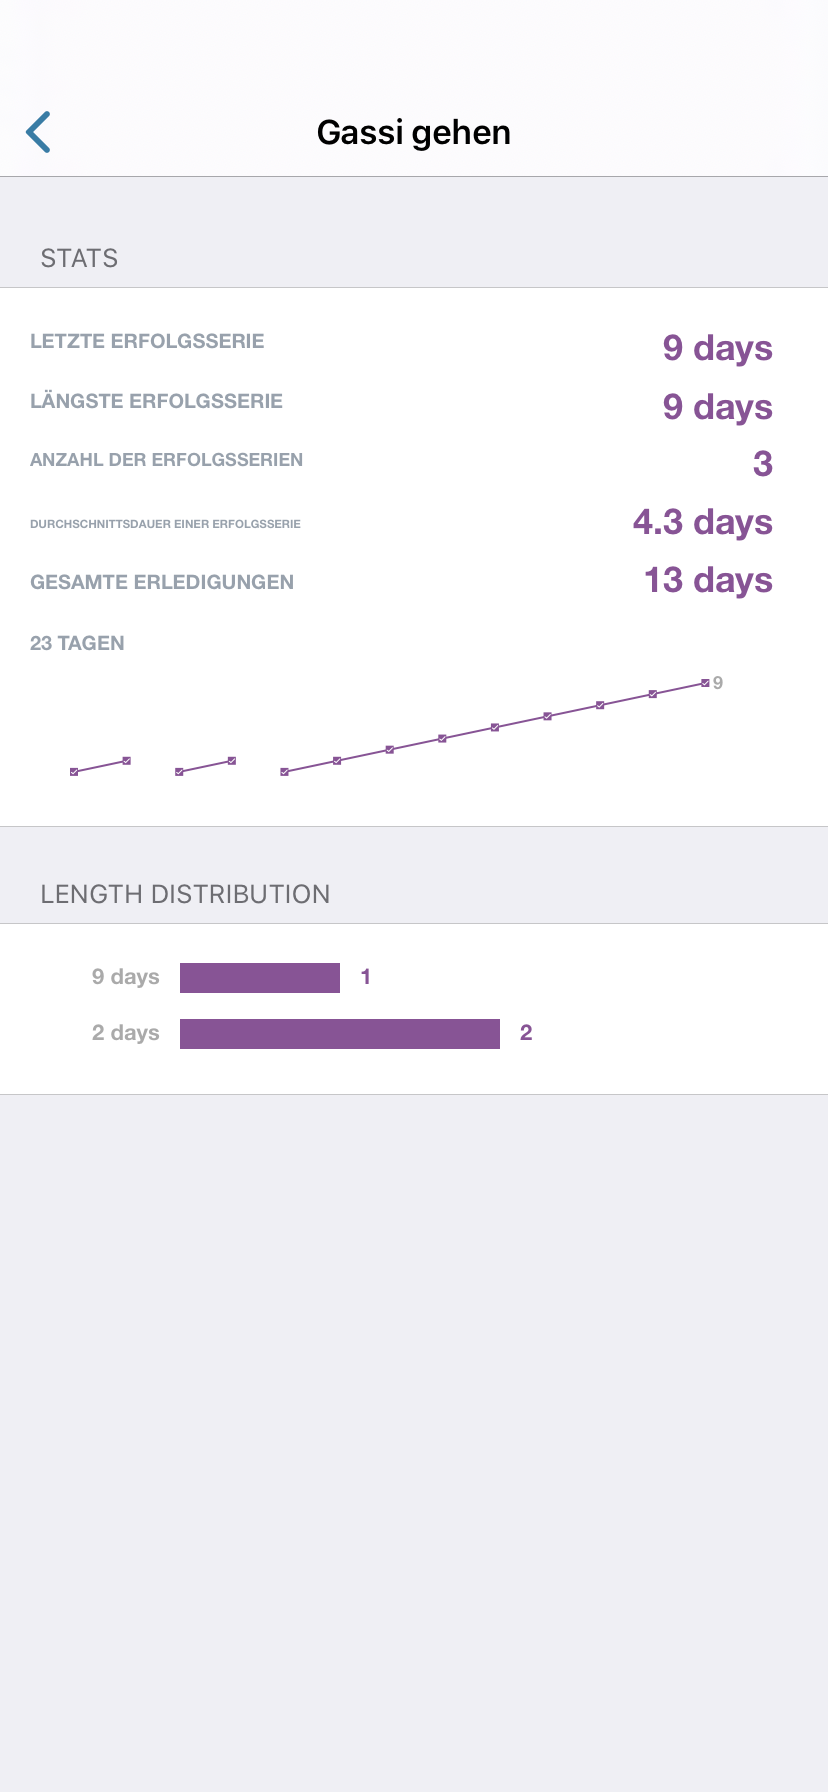 Gassi gehen
STATS
LETZTE ERFOLGSSERIE 9 days
LÄNGSTE ERFOLGSSERIE 9 days
ANZAHL DER ERFOLGSSERIEN 3
DURCHSCHNITTSDAUER EINER ERFOLGSSERIE 4.3 days
GESAMTE ERLEDIGUNGEN 13 days
23 TAGEN
9
LENGTH DISTRIBUTION
9 days 1
2 days 2